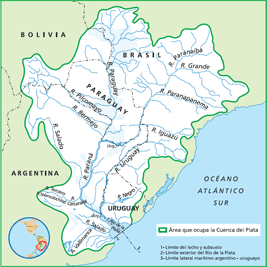 BOLIVIA
BRASIL
R. Paranaíba
R. Grande
R. Paraguay
PARAGUAY
R. Paranapanema
R. Pilcomayo
R. Bermejo
R. Iguazú
R. Salado
R. Paraná
R. Uruguay
OCÉANO
ATLÁNTICO
SUR
ARGENTINA
R. Negro
URUGUAY
Área que ocupa la Cuenca del Plata
1- Límite del lecho y subsuelo
2- Límite exterior del Río de la Plata
3- Límite lateral marítimo argentino - uruguayo